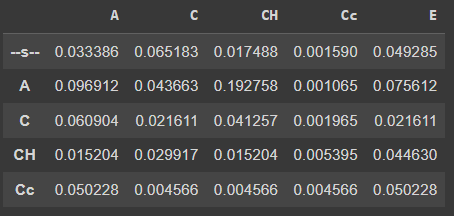 A C CH Cc E
--s-- 0.033386 0.065183 0.017488 0.001590 0.049285
A 0.096912 0.043663 0.192758 0.001065 0.075612
C 0.060904 0.021611 0.041257 0.001965 0.021611
CH 0.015204 0.029917 0.015204 0.005395 0.044630
Cc 0.050228 0.004566 0.004566 0.004566 0.050228